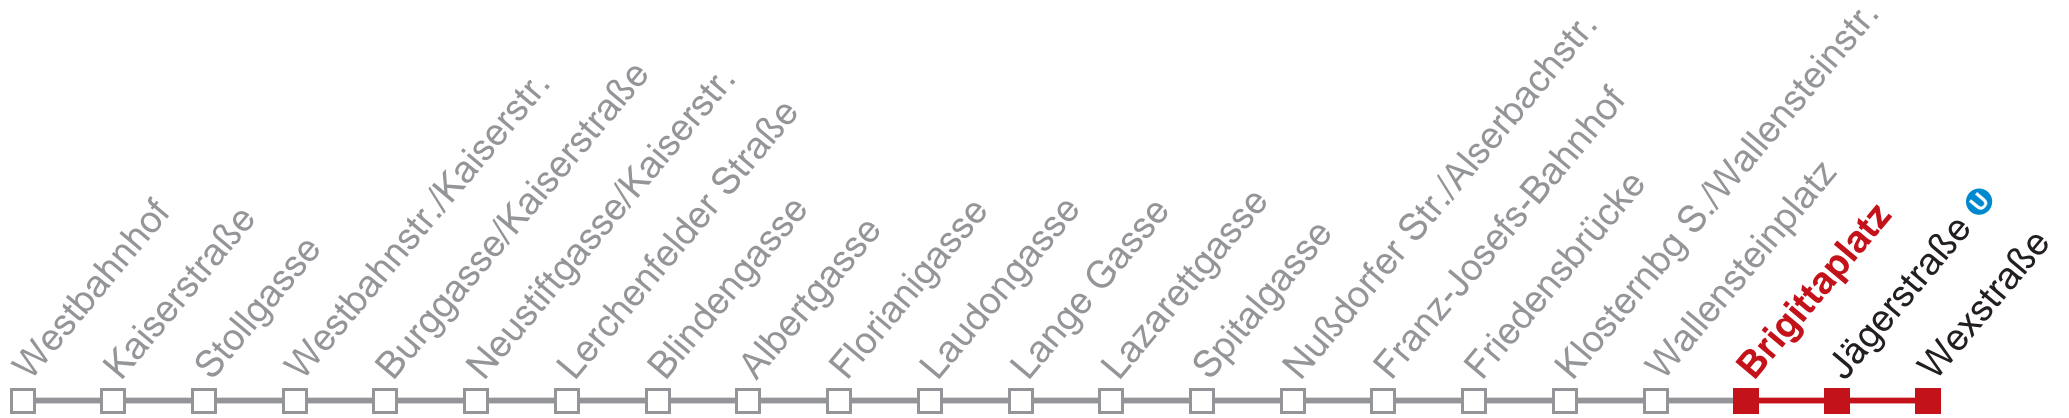 Westbahnhof
Kaiserstraße
Stollgasse
Westbahnstr./Kaiserstr.
Burggasse/Kaiserstraße
Neustiftgasse/Kaiserstr.
Lerchenfelder Straße
Blindengasse
Albertgasse
Florianigasse
Laudongasse
Lange Gasse
Lazarettgasse
Spitalgasse
Nußdorfer Str./Alserbachstr.
Franz-Josefs-Bahnhof
Friedensbrücke
Klosternbg S./Wallensteinstr.
Wallensteinplatz
Brigittaplatz
Jägerstraße U
Wexstraße